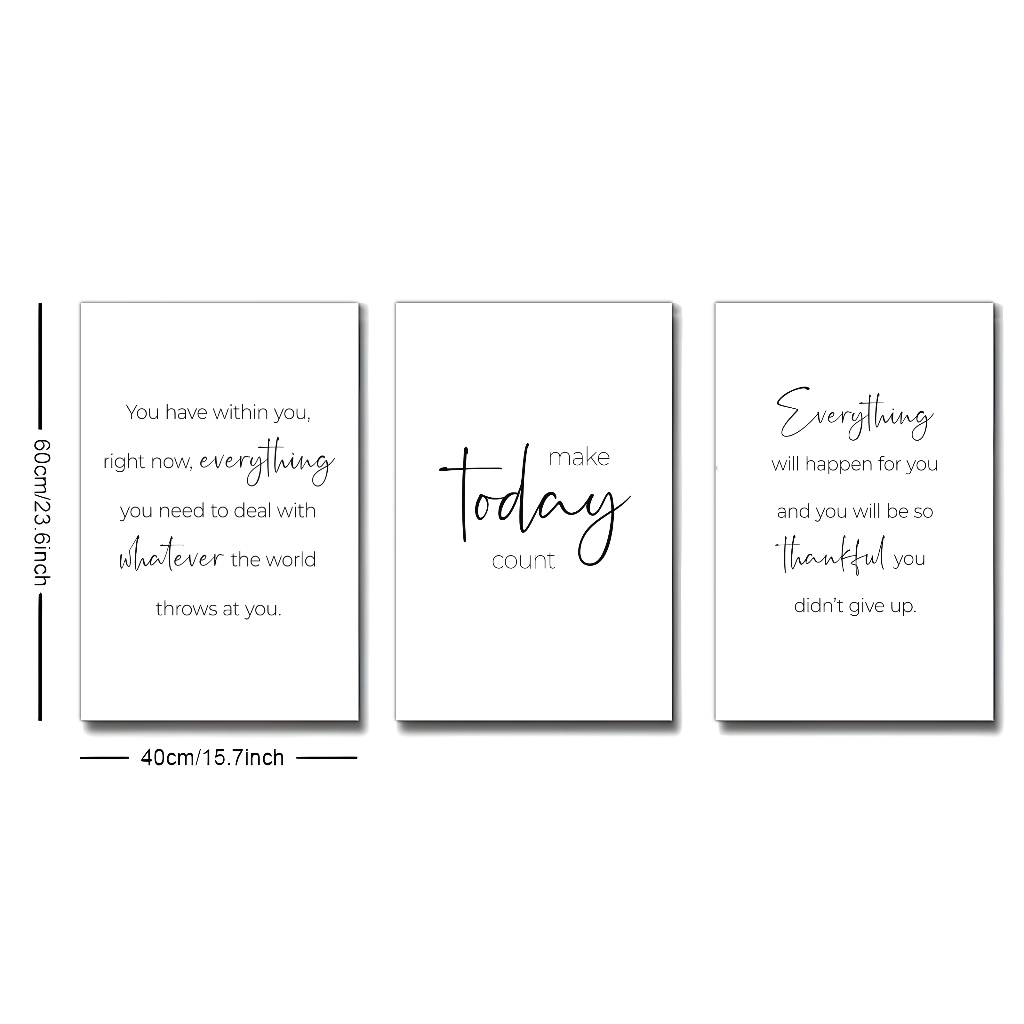 60cm/23.6inch
You have within you,
right now, everything
you need to deal with
whatever the world
throws at you.
make
today
count
Everything
will happen for you
and you will be so
thankful you
didn't give up.
40cm/15.7inch